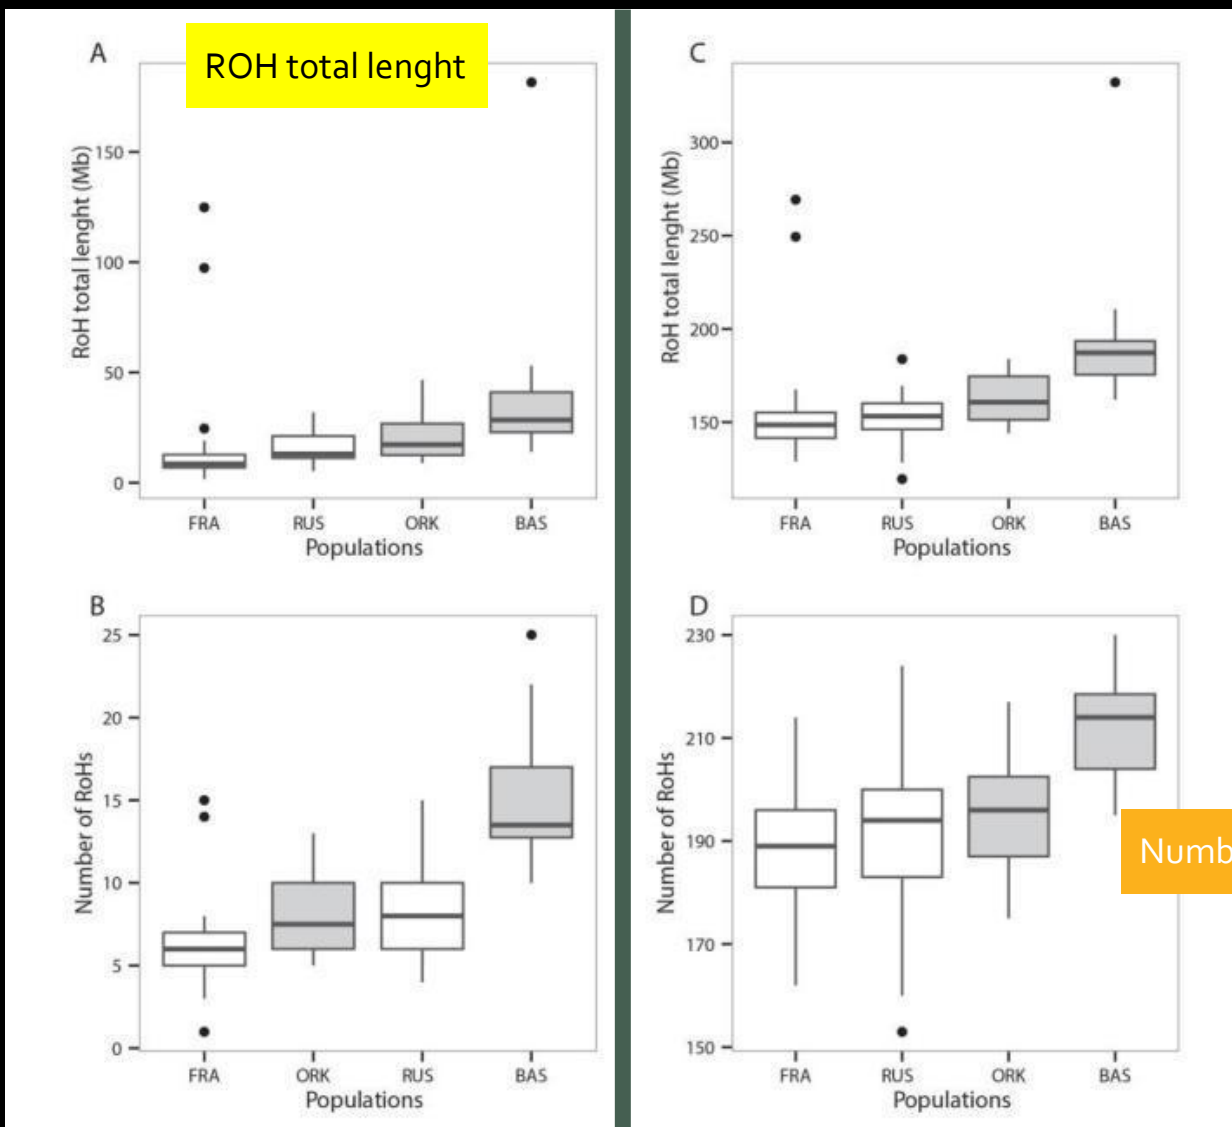 A
ROH total lenght
RoH total lenght (Mb)
150
100
50
0
FRA RUS ORK BAS
Populations
C
RoH total lenght (Mb)
300
250
200
150
FRA RUS ORK BAS
Populations
B
Number of RoHs
25
20
15
10
5
0
FRA ORK RUS BAS
Populations
D
Number of RoHs
230
210
190
170
150
FRA RUS ORK BAS
Populations
Numb